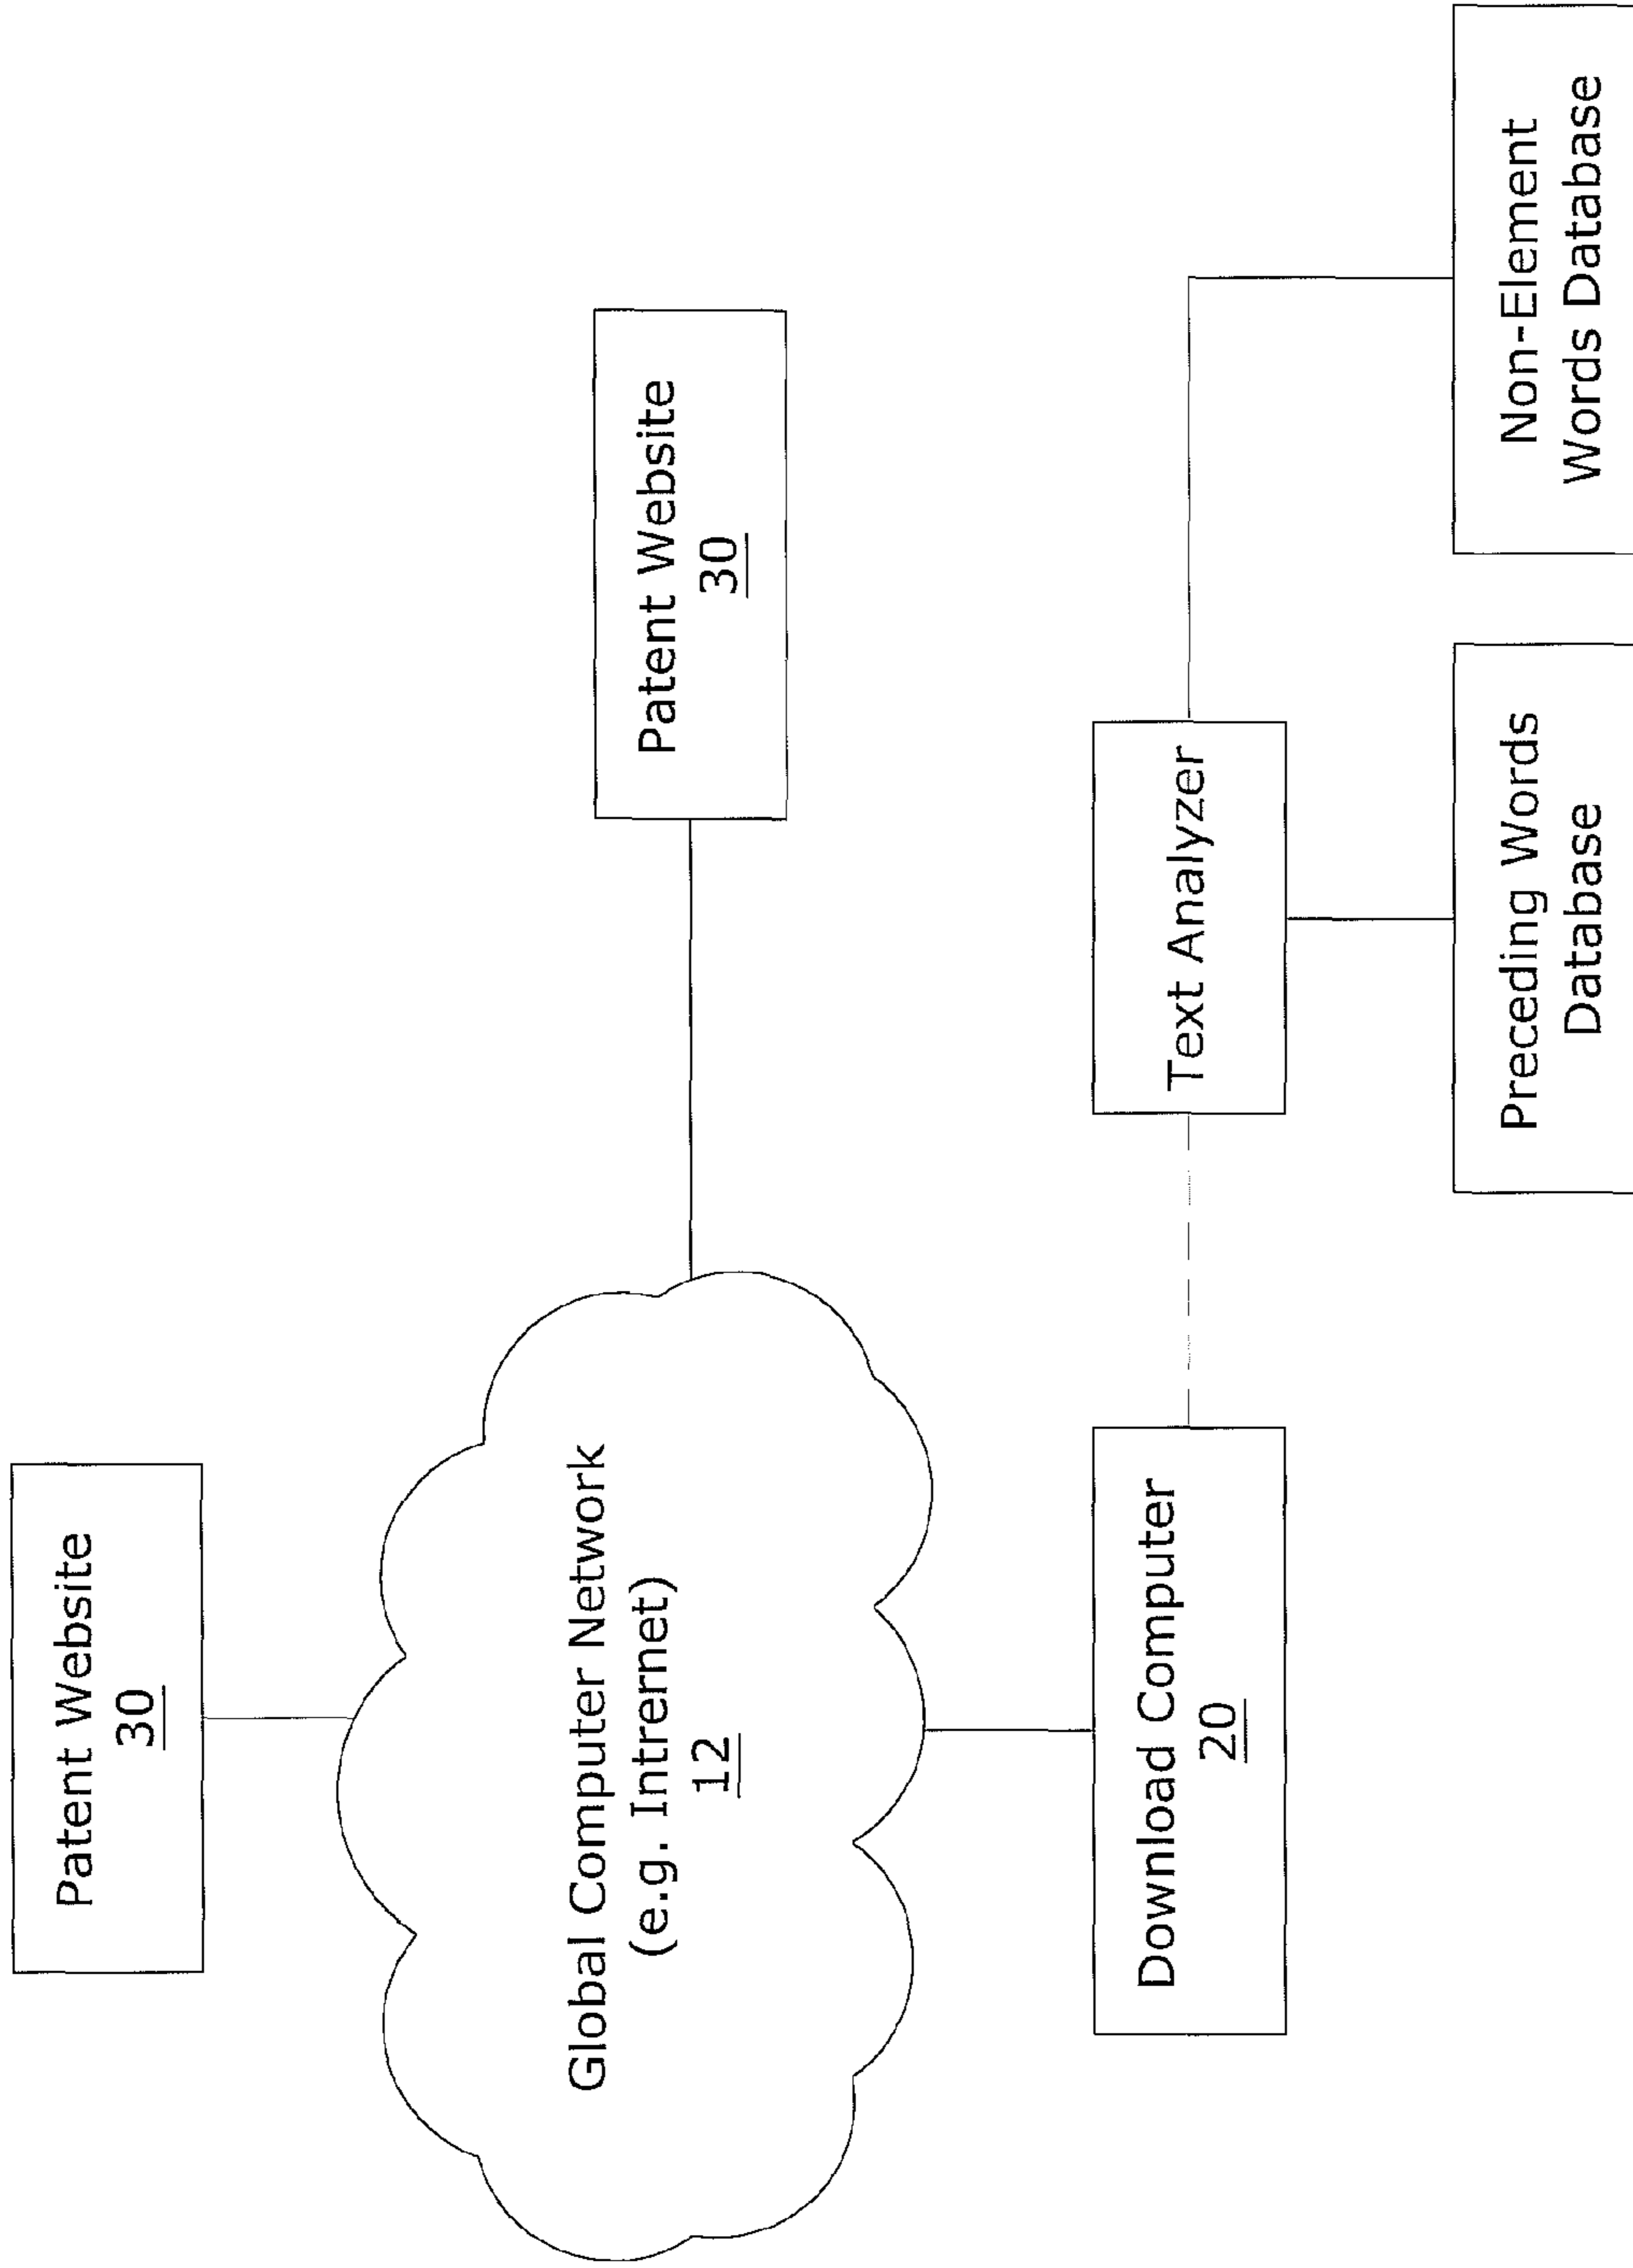 Patent Website
30
Global Computer Network
(e.g. Intrernet)
12
Patent Website
30
Download Computer
20
Text Analyzer
Preceding Words
Database
Non-Element
Words Database